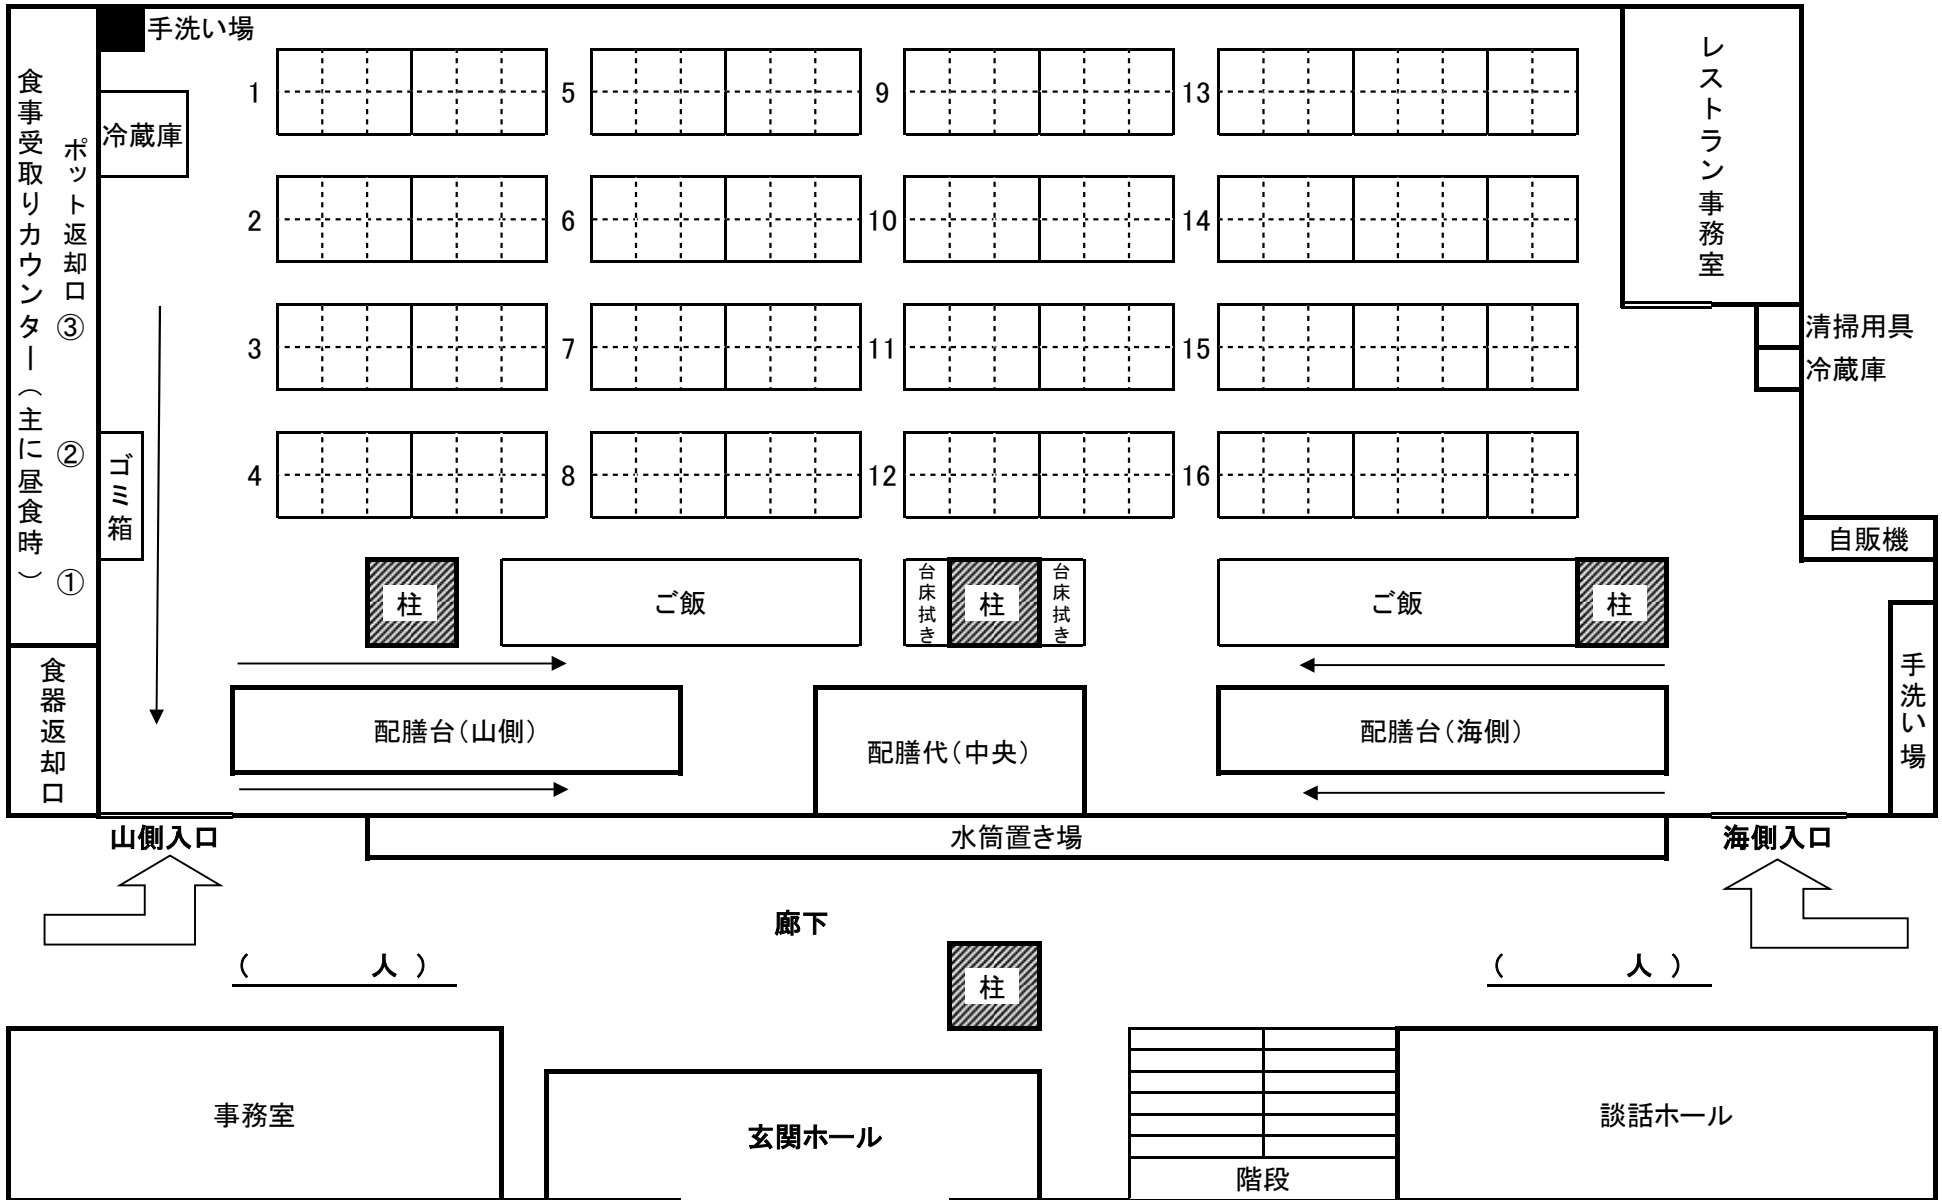 手洗い場
食事受取りカウンター（主に昼食時）
ポット返却口
③
②
①
冷蔵庫
ゴミ箱
食器返却口
1
5
9
13
2
6
10
14
3
7
11
15
4
8
12
16
レストラン事務室
清掃用具
冷蔵庫
自販機
手洗い場
柱
ご飯
台床拭き
柱
台床拭き
ご飯
柱
配膳台（山側）
配膳代（中央）
配膳台（海側）
山側入口
水筒置き場
海側入口
廊下
（　　　　人　）
柱
（　　　　人　）
事務室
玄関ホール
階段
談話ホール